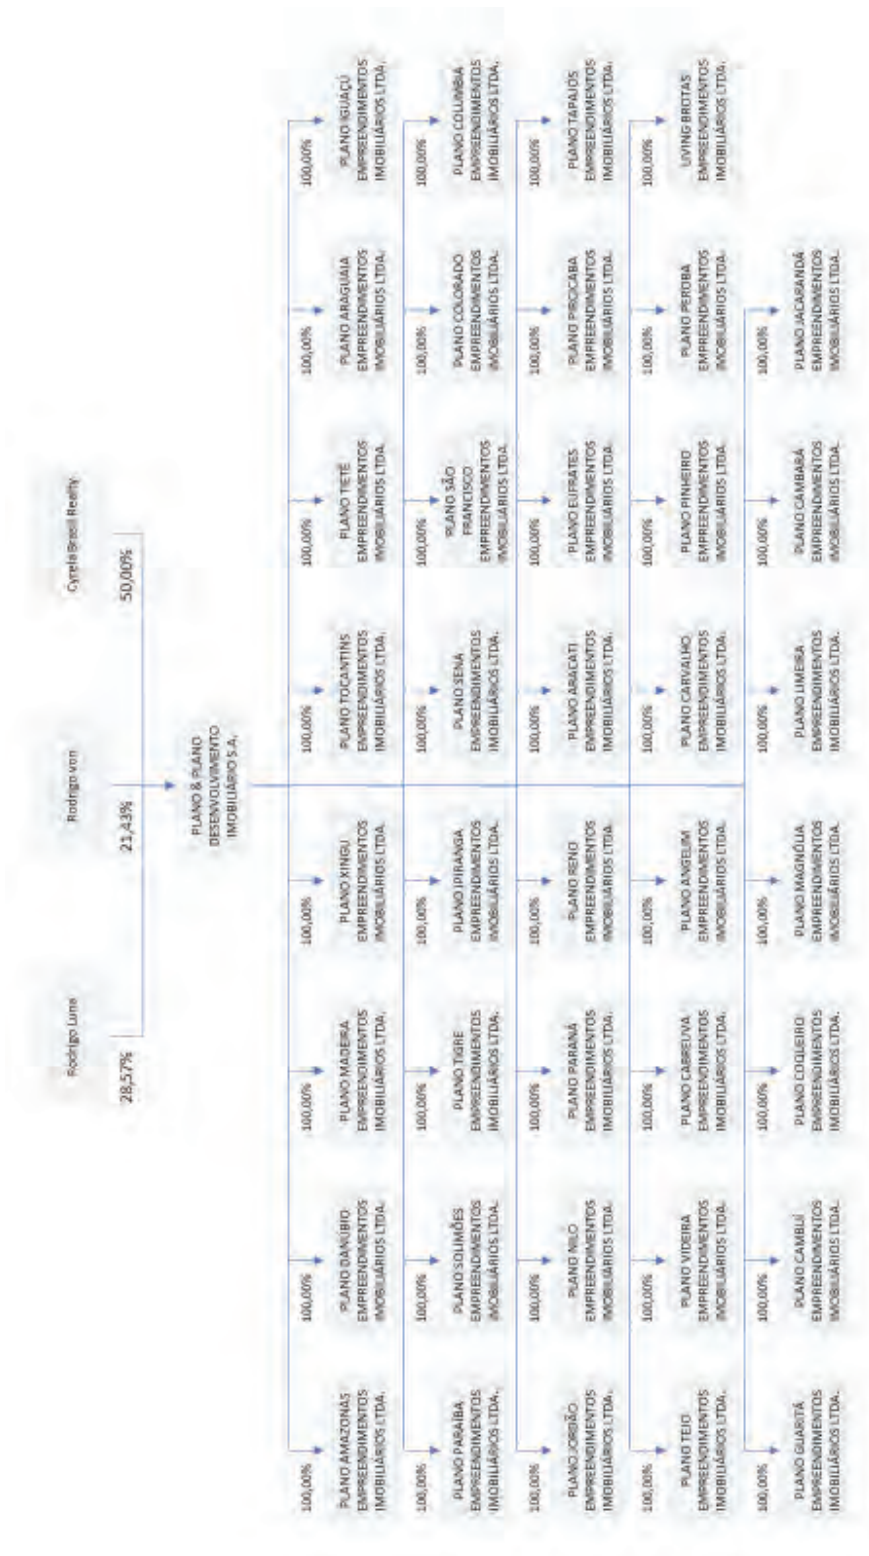 Rodrigo Luna
Rodrigo von
Cyrela Brasil Realty
28,57%
21,43%
50,00%
PLANO & PLANO
DESENVOLVIMENTO
IMOBILIÁRIO S.A.
100,00%
PLANO AMAZONAS
EMPREENDIMENTOS
IMOBILIÁRIOS LTDA.
100,00%
PLANO DANÚBIO
EMPREENDIMENTOS
IMOBILIÁRIOS LTDA.
100,00%
PLANO MADEIRA
EMPREENDIMENTOS
IMOBILIÁRIOS LTDA.
100,00%
PLANO XINGU
EMPREENDIMENTOS
IMOBILIÁRIOS LTDA.
100,00%
PLANO TOCANTINS
EMPREENDIMENTOS
IMOBILIÁRIOS LTDA.
100,00%
PLANO TIETÊ
EMPREENDIMENTOS
IMOBILIÁRIOS LTDA.
100,00%
PLANO ARAGUAIA
EMPREENDIMENTOS
IMOBILIÁRIOS LTDA.
100,00%
PLANO IGUAÇÚ
EMPREENDIMENTOS
IMOBILIÁRIOS LTDA.
100,00%
PLANO PARAÍBA
EMPREENDIMENTOS
IMOBILIÁRIOS LTDA.
100,00%
PLANO SOLIMÕES
EMPREENDIMENTOS
IMOBILIÁRIOS LTDA.
100,00%
PLANO TIGRE
EMPREENDIMENTOS
IMOBILIÁRIOS LTDA.
100,00%
PLANO IPIRANGA
EMPREENDIMENTOS
IMOBILIÁRIOS LTDA.
100,00%
PLANO SENA
EMPREENDIMENTOS
IMOBILIÁRIOS LTDA.
100,00%
PLANO SÃO
FRANCISCO
EMPREENDIMENTOS
IMOBILIÁRIOS LTDA.
100,00%
PLANO COLORADO
EMPREENDIMENTOS
IMOBILIÁRIOS LTDA.
100,00%
PLANO COLUMBIA
EMPREENDIMENTOS
IMOBILIÁRIOS LTDA.
100,00%
PLANO JORDÃO
EMPREENDIMENTOS
IMOBILIÁRIOS LTDA.
100,00%
PLANO NILO
EMPREENDIMENTOS
IMOBILIÁRIOS LTDA.
100,00%
PLANO PARANÁ
EMPREENDIMENTOS
IMOBILIÁRIOS LTDA.
100,00%
PLANO RENO
EMPREENDIMENTOS
IMOBILIÁRIOS LTDA.
100,00%
PLANO ARACATI
EMPREENDIMENTOS
IMOBILIÁRIOS LTDA.
100,00%
PLANO EUFRATES
EMPREENDIMENTOS
IMOBILIÁRIOS LTDA.
100,00%
PLANO PIROCABA
EMPREENDIMENTOS
IMOBILIÁRIOS LTDA.
100,00%
PLANO TAPAJOS
EMPREENDIMENTOS
IMOBILIÁRIOS LTDA.
100,00%
PLANO TEJO
EMPREENDIMENTOS
IMOBILIÁRIOS LTDA.
100,00%
PLANO VIDEIRA
EMPREENDIMENTOS
IMOBILIÁRIOS LTDA.
100,00%
PLANO CABREUVA
EMPREENDIMENTOS
IMOBILIÁRIOS LTDA.
100,00%
PLANO ANGELIM
EMPREENDIMENTOS
IMOBILIÁRIOS LTDA.
100,00%
PLANO CARVALHO
EMPREENDIMENTOS
IMOBILIÁRIOS LTDA.
100,00%
PLANO PINHEIRO
EMPREENDIMENTOS
IMOBILIÁRIOS LTDA.
100,00%
PLANO PEROBA
EMPREENDIMENTOS
IMOBILIÁRIOS LTDA.
100,00%
LIVING BROTAS
EMPREENDIMENTOS
IMOBILIÁRIOS LTDA.
100,00%
PLANO GUARITÁ
EMPREENDIMENTOS
IMOBILIÁRIOS LTDA.
100,00%
PLANO CAMBUÍ
EMPREENDIMENTOS
IMOBILIÁRIOS LTDA.
100,00%
PLANO COQUEIRO
EMPREENDIMENTOS
IMOBILIÁRIOS LTDA.
100,00%
PLANO MAGNÓLIA
EMPREENDIMENTOS
IMOBILIÁRIOS LTDA.
100,00%
PLANO LIMEIRA
EMPREENDIMENTOS
IMOBILIÁRIOS LTDA.
100,00%
PLANO CAMBARÁ
EMPREENDIMENTOS
IMOBILIÁRIOS LTDA.
100,00%
PLANO JACARANDÁ
EMPREENDIMENTOS
IMOBILIÁRIOS LTDA.